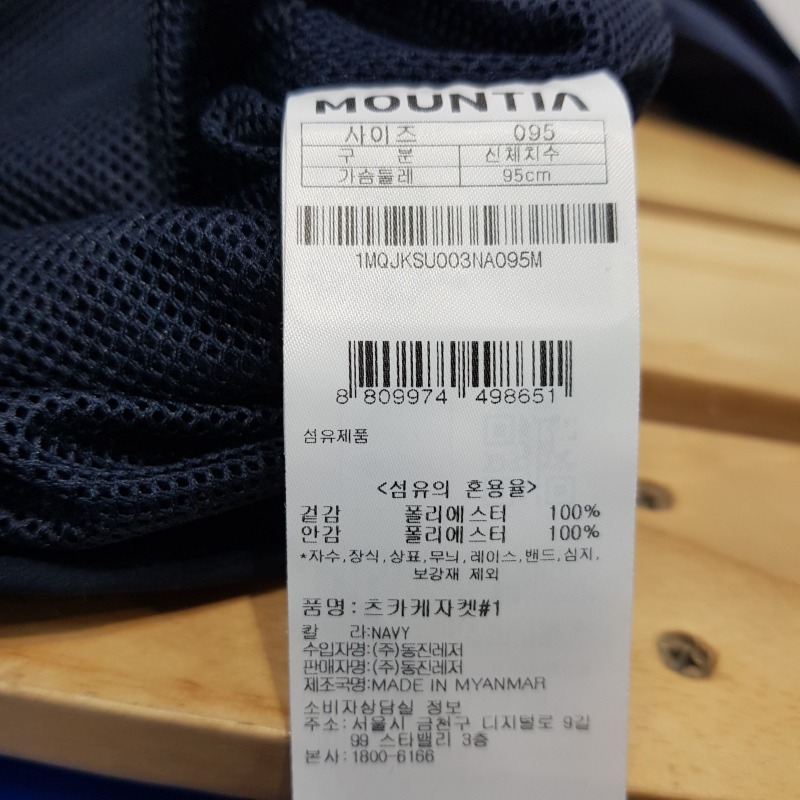 MOUNTIA
사이즈 095
구 분 신체치수
가슴둘레 95cm
1MQJKSU003NA095M
8 809974 498651
섬유제품
<섬유의 혼용율>
겉감 폴리에스터 100%
안감 폴리에스터 100%
*자수,장식,상표,무늬,레이스,밴드,심지,
보강재 제외
품명:츠카케자켓#1
칼 라:NAVY
수입자명:(주)동진레저
판매자명:(주)동진레저
제조국명:MADE IN MYANMAR
소비자상담실 정보
주소:서울시 금천구 디지털로 9길
99 스타밸리 3층
본사:1800-6166